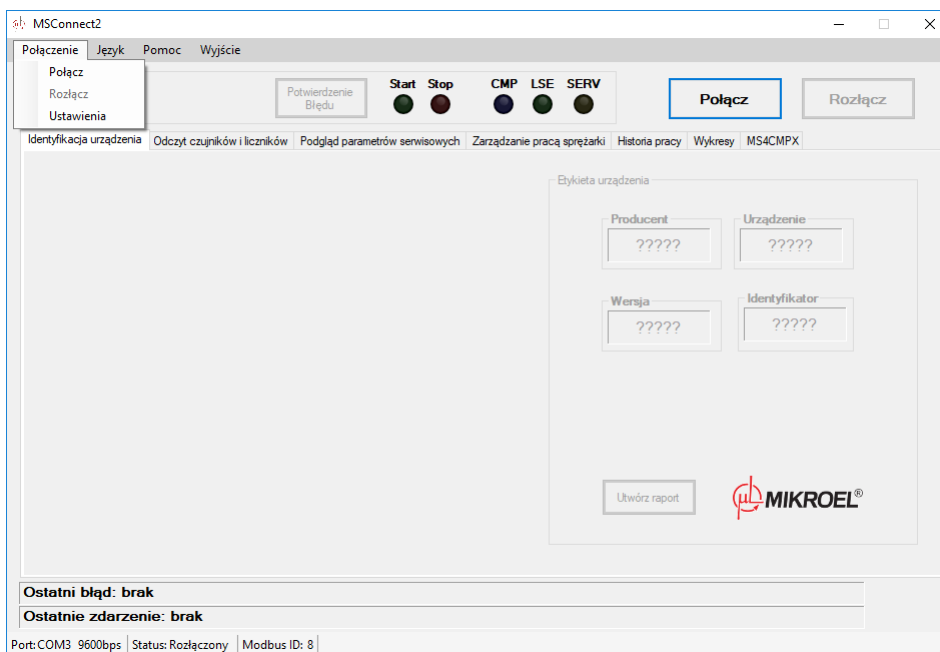 MSConnect2
Połączenie Język Pomoc Wyjście
Połącz
Rozłącz
Ustawienia
Potwierdzenie
Błędu
Start Stop CMP LSE SERV
Połącz
Rozłącz
Identyfikacja urządzenia Odczyt czujników i liczników Podgląd parametrów serwisowych Zarządzanie pracą sprężarki Historia pracy Wykresy MS4CMPX
Etykieta urządzenia
Producent Urządzenie
????? ?????
Wersja Identyfikator
????? ?????
Utwórz raport
µL MIKROEL®
Ostatni błąd: brak
Ostatnie zdarzenie: brak
Port:COM3 9600bps Status: Rozłączony Modbus ID: 8